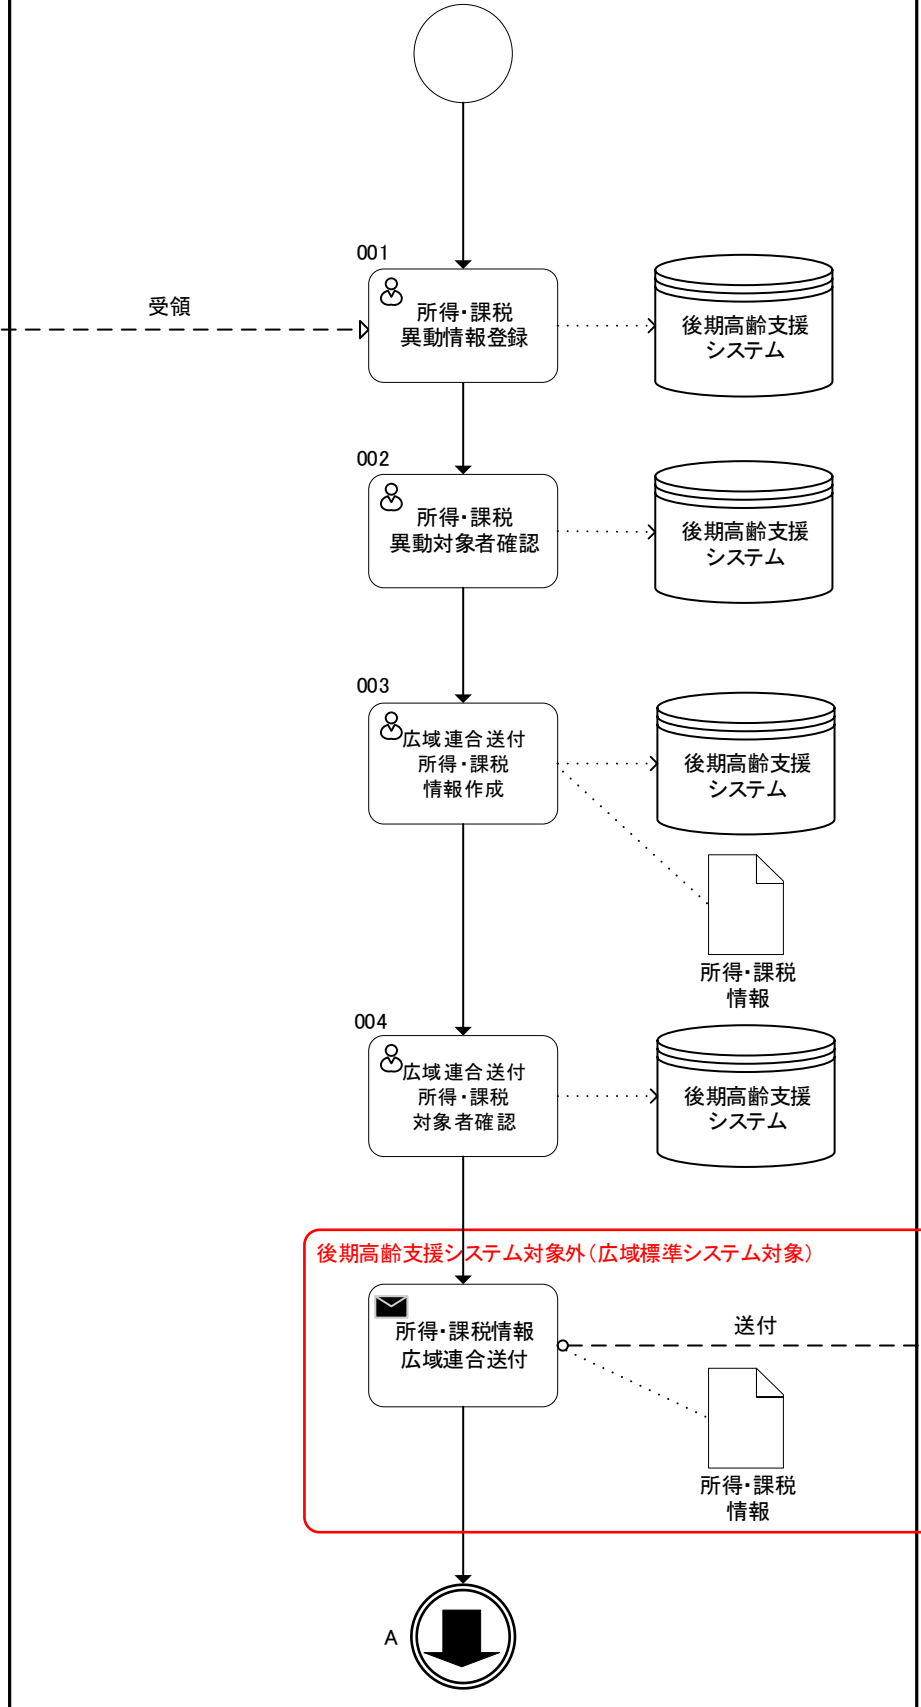 001
受領
所得・課税
異動情報登録
後期高齢支援
システム
002
所得・課税
異動対象者確認
後期高齢支援
システム
003
広域連合送付
所得・課税
情報作成
後期高齢支援
システム
所得・課税
情報
004
広域連合送付
所得・課税
対象者確認
後期高齢支援
システム
後期高齢支援システム対象外（広域標準システム対象）
所得・課税情報
広域連合送付
送付
所得・課税
情報
A